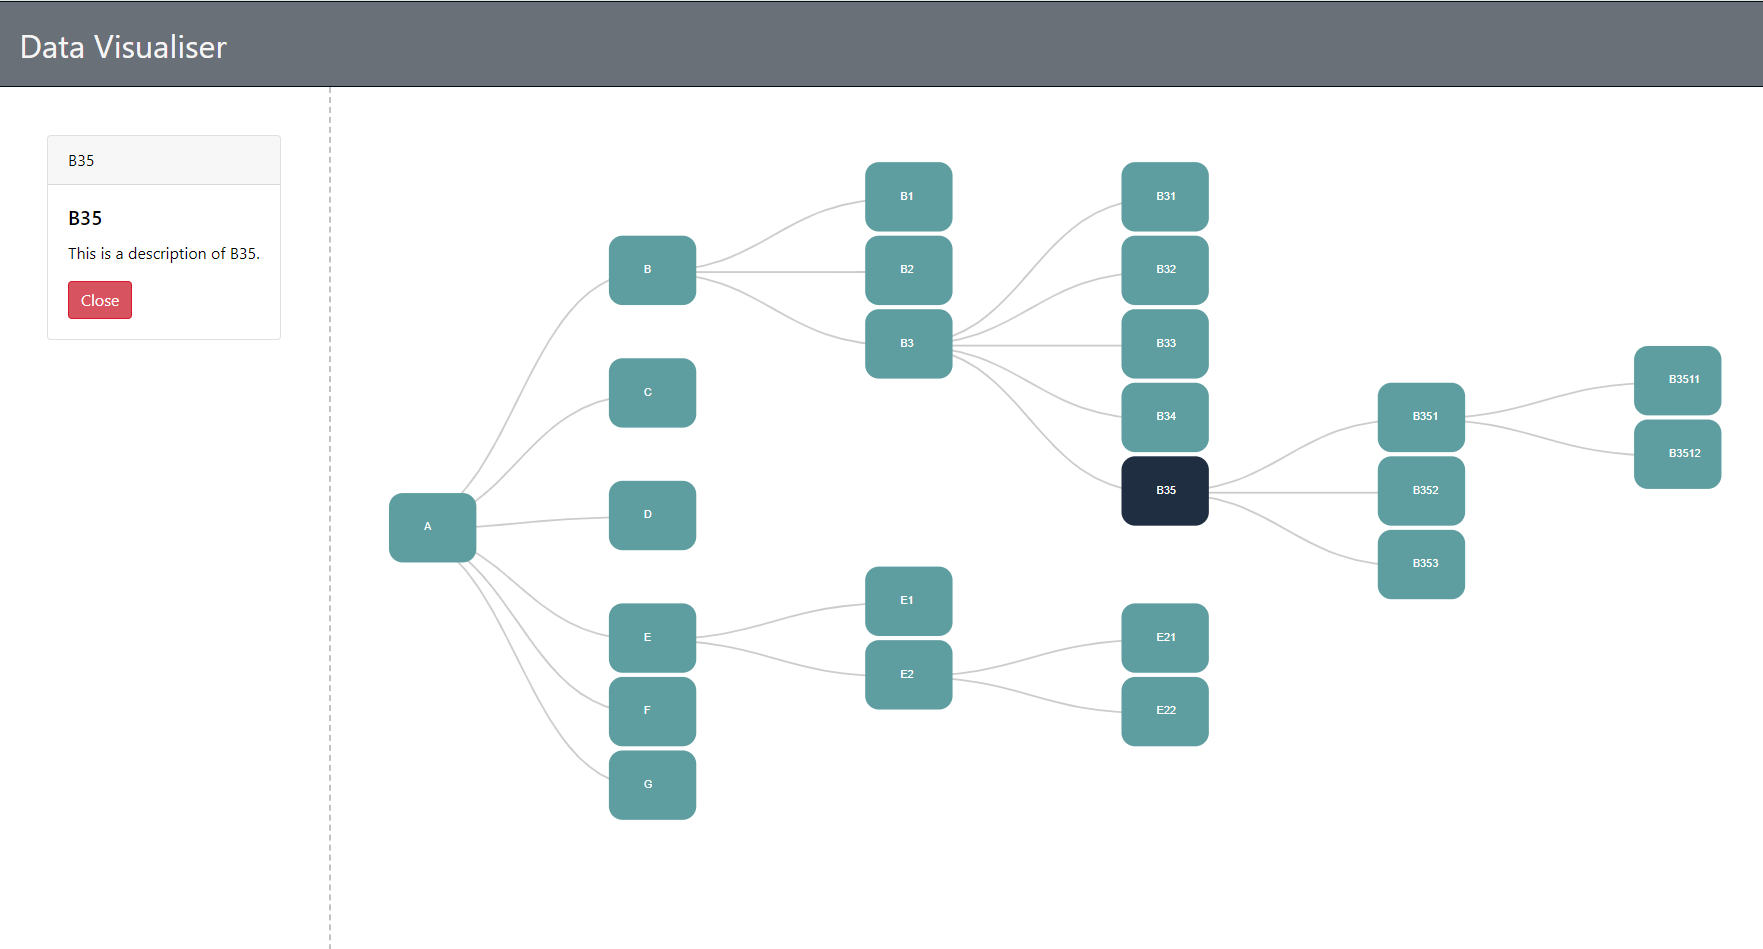 Data Visualiser
B35
B35
This is a description of B35.
Close
A
B
C
D
E
F
G
B1
B2
B3
E1
E2
B31
B32
B33
B34
B35
E21
E22
B351
B352
B353
B3511
B3512